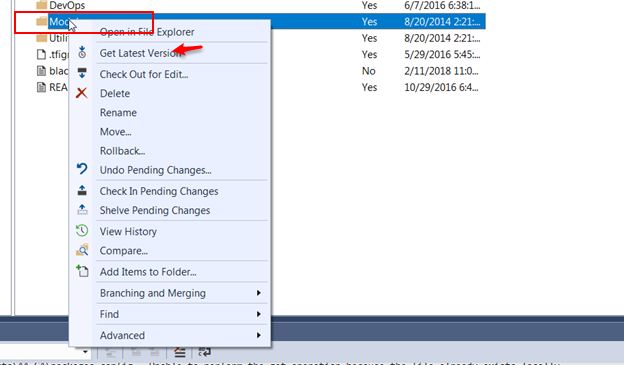 DevOps Yes 6/7/2016 6:38:1...
Yes 8/20/2014 2:21:...
Open in File Explorer
Utili Yes 8/20/2014 2:21:...
Get Latest Version
.tfigr Yes 5/29/2016 5:45:...
Check Out for Edit...
blac No 2/11/2018 11:0...
Delete
REA Yes 10/29/2016 6:4...
Rename
Move...
Rollback...
Undo Pending Changes...
Check In Pending Changes
Shelve Pending Changes
View History
Compare...
Add Items to Folder...
Branching and Merging
Find
Advanced